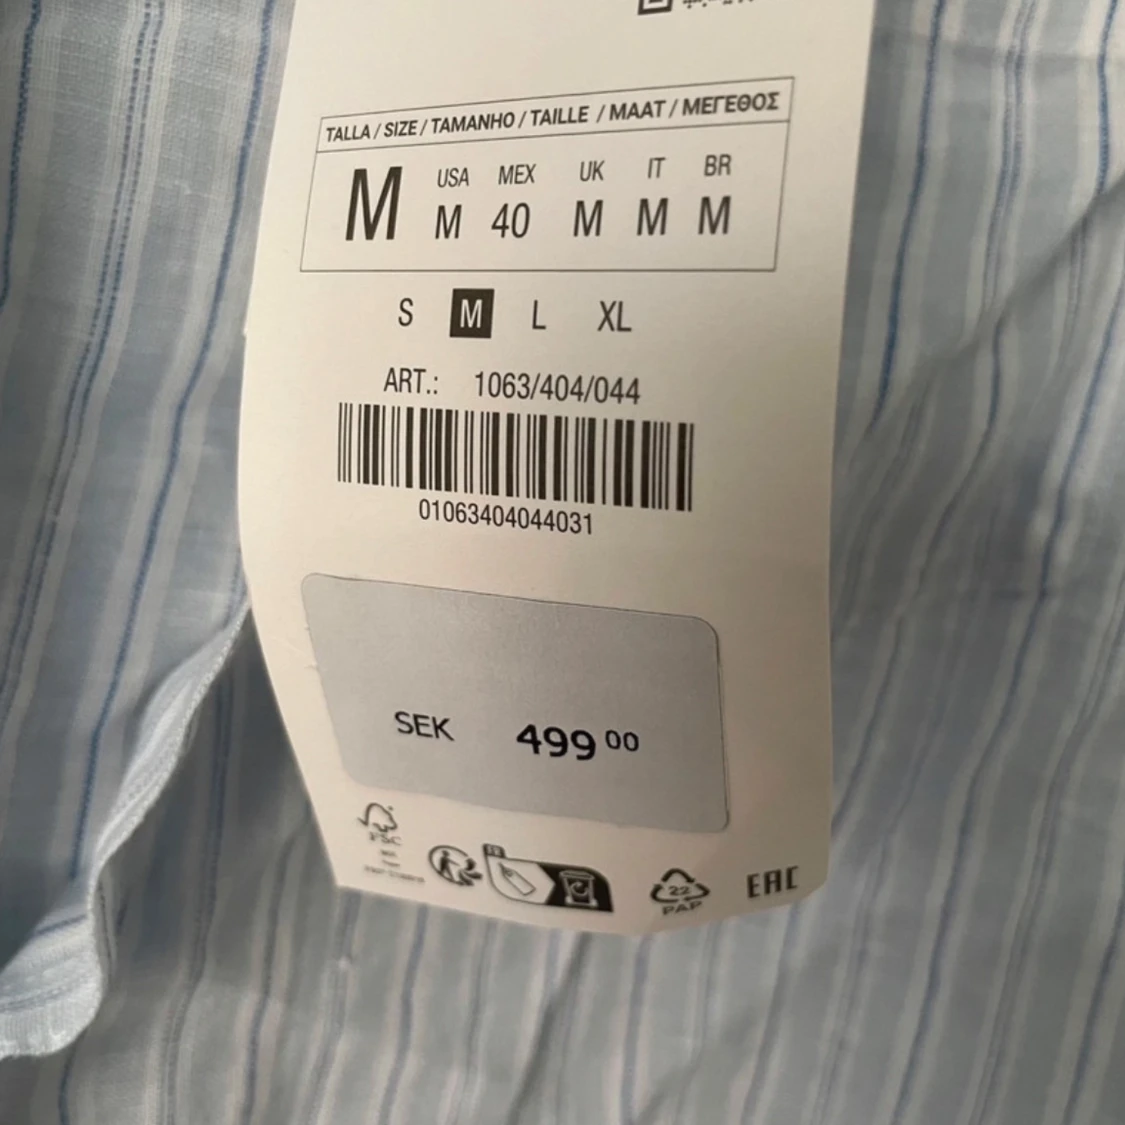 TALLA / SIZE / TAMANHO / TAILLE / MAAT / ΜΕΓΕΘΟΣ
USA MEX UK IT BR
M M 40 M M M
S M L XL
ART.: 1063/404/044
01063404044031
SEK 499 00
FSC
22
PAP
EAC